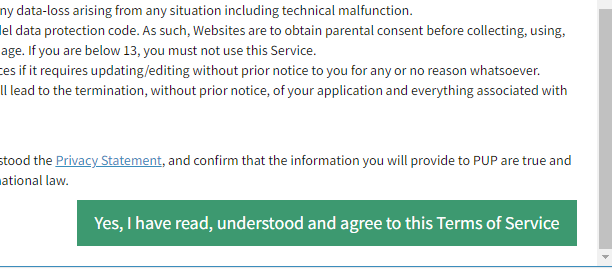 ny data-loss arising from any situation including technical malfunction.
el data protection code. As such, Websites are to obtain parental consent before collecting, using,
age. If you are below 13, you must not use this Service.
ces if it requires updating/editing without prior notice to you for any or no reason whatsoever.
ll lead to the termination, without prior notice, of your application and everything associated with
stood the Privacy Statement, and confirm that the information you will provide to PUP are true and
national law.
Yes, I have read, understood and agree to this Terms of Service